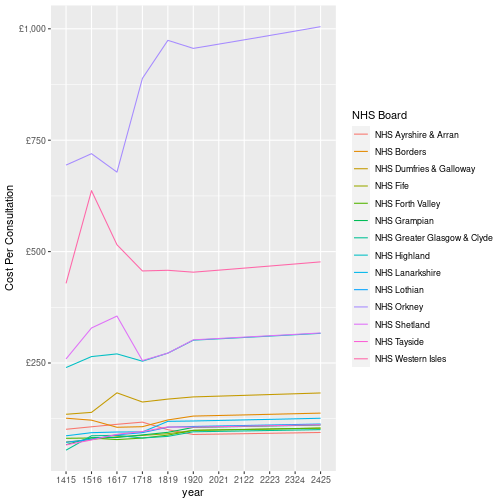 £1,000
£750
£500
£250
Cost Per Consultation
1415 1516 1617 1718 1819 1920 2021 2122 2223 2324 2425
year
NHS Board
NHS Ayrshire & Arran
NHS Borders
NHS Dumfries & Galloway
NHS Fife
NHS Forth Valley
NHS Grampian
NHS Greater Glasgow & Clyde
NHS Highland
NHS Lanarkshire
NHS Lothian
NHS Orkney
NHS Shetland
NHS Tayside
NHS Western Isles